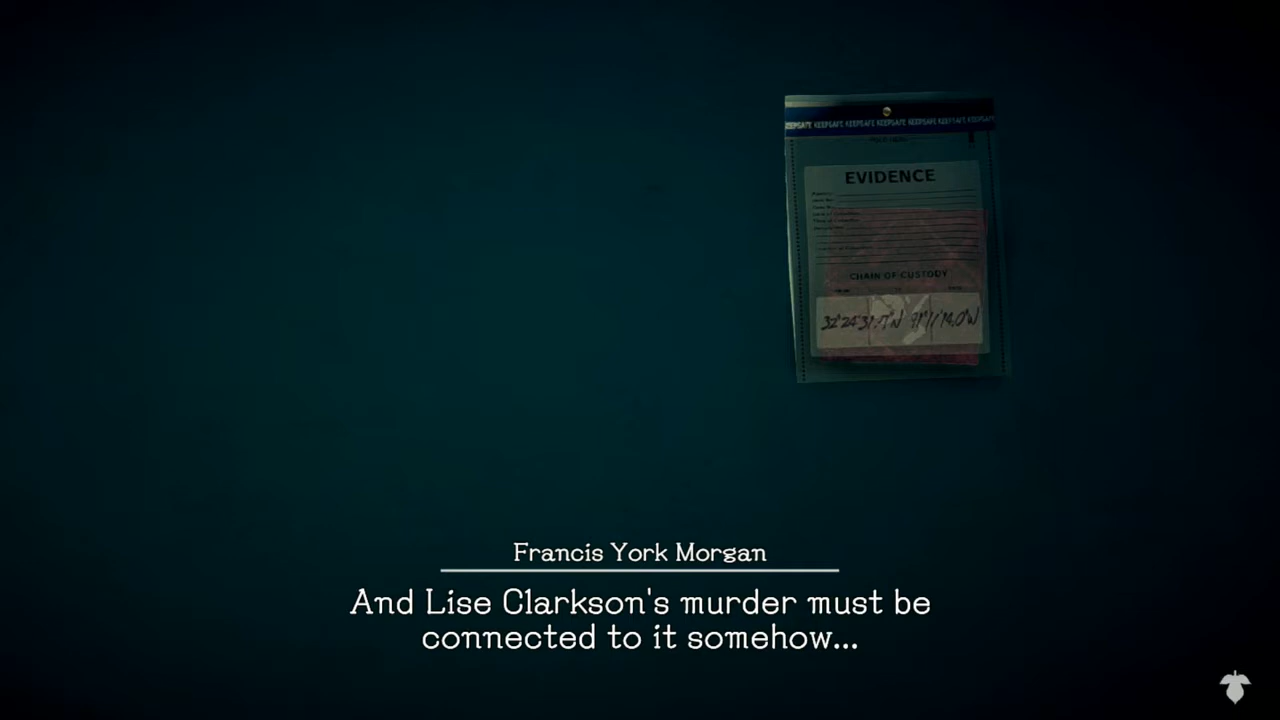 KEEPSAFE KEEPSAFE KEEPSAFE KEEPSAFE KEEPSAFE KEEPSAFE
EVIDENCE
CHAIN OF CUSTODY
Francis York Morgan
And Lise Clarkson's murder must be
connected to it somehow...